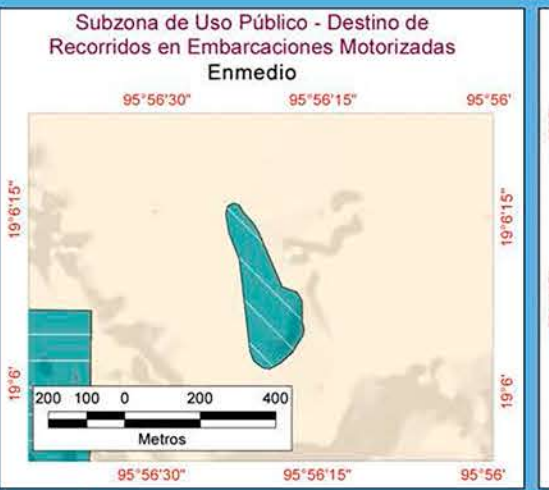 Subzona de Uso Público - Destino de
Recorridos en Embarcaciones Motorizadas
Enmedio
95°56'30" 95°56'15" 95°56'
19°6'15" 19°6'15"
19°6' 19°6'
200 100 0 200 400
Metros
95°56'30" 95°56'15" 95°56'